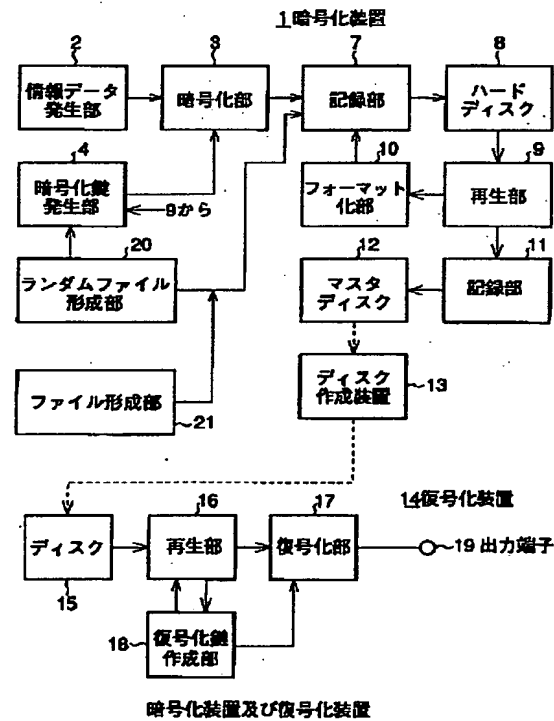 1暗号化装置
2
3
7
8
情報データ
発生部
暗号化部
記録部
ハード
ディスク
4
10
9
暗号化鍵
発生部
9から
フォーマット
化部
再生部
20
12
11
ランダムファイル
形成部
マスタ
ディスク
記録部
ファイル形成部
21
ディスク
作成装置
13
16
17
14復号化装置
ディスク
再生部
復号化部
19 出力端子
15
18
復号化鍵
作成部
暗号化装置及び復号化装置